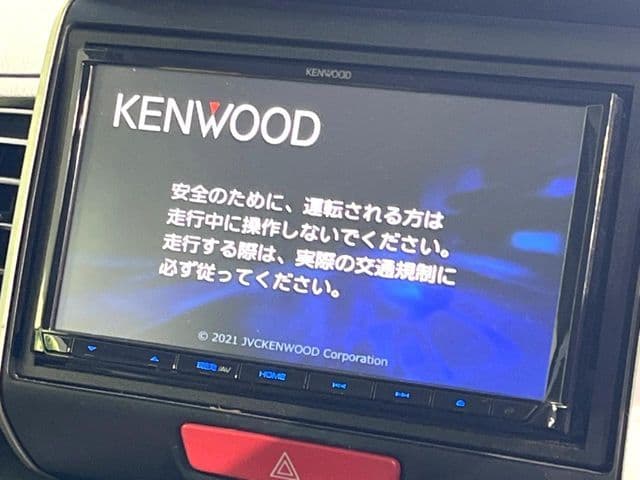 KENWOOD
KENWOOD
安全のために、運転される方は
走行中に操作しないでください。
走行する際は、実際の交通規制に
必ず従ってください。
© 2021 JVCKENWOOD Corporation
HOME